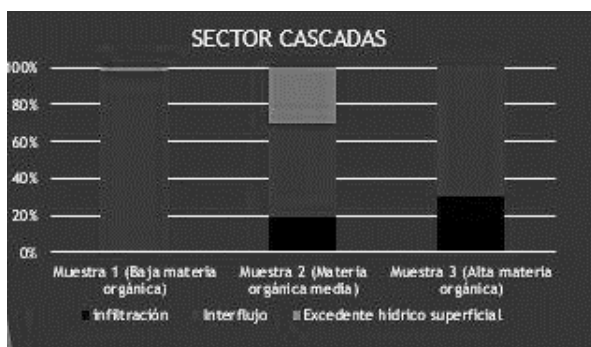 SECTOR CASCADAS
100%
80%
60%
40%
20%
0%
Muestra 1 (Baja materia
orgánica)
Muestra 2 (Materia
orgánica media)
Muestra 3 (Alta materia
orgánica)
infiltración Interflujo Excedente hídrico superficial